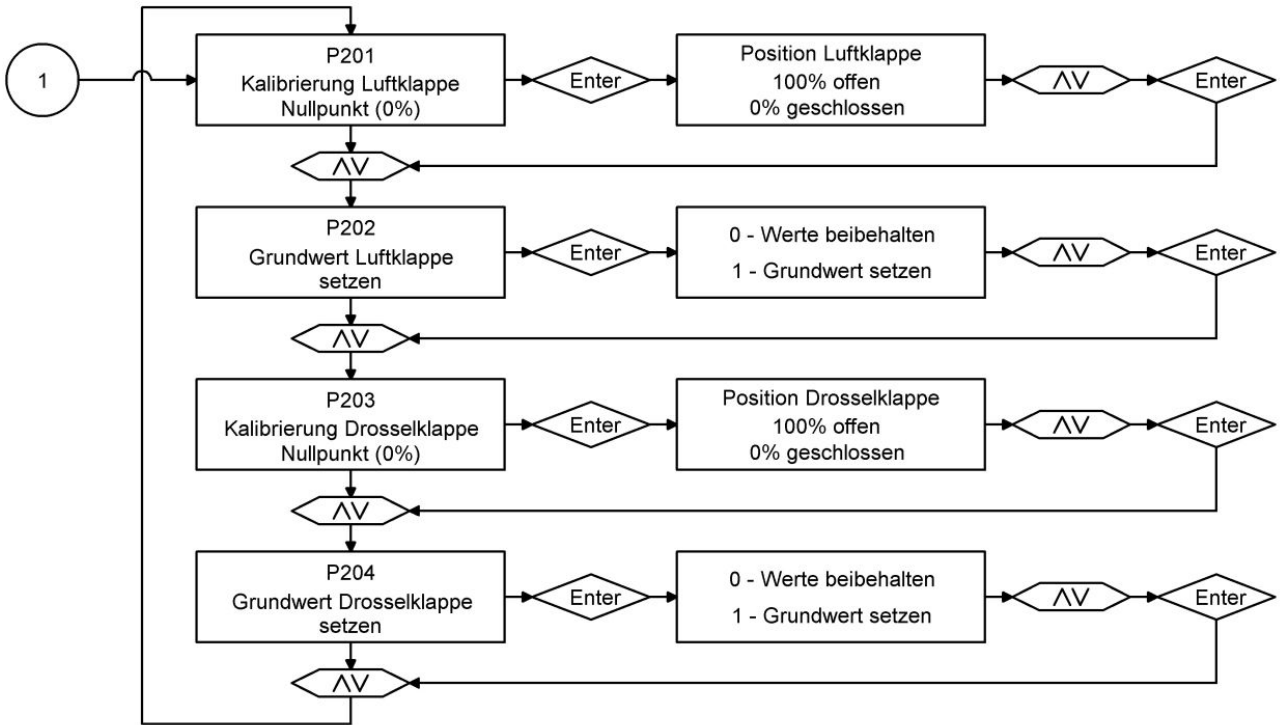 1
P201
Kalibrierung Luftklappe
Nullpunkt (0%)
Enter
Position Luftklappe
100% offen
0% geschlossen
ΛV
Enter
ΛV
P202
Grundwert Luftklappe
setzen
Enter
0 - Werte beibehalten
1 - Grundwert setzen
ΛV
Enter
ΛV
P203
Kalibrierung Drosselklappe
Nullpunkt (0%)
Enter
Position Drosselklappe
100% offen
0% geschlossen
ΛV
Enter
ΛV
P204
Grundwert Drosselklappe
setzen
Enter
0 - Werte beibehalten
1 - Grundwert setzen
ΛV
Enter
ΛV